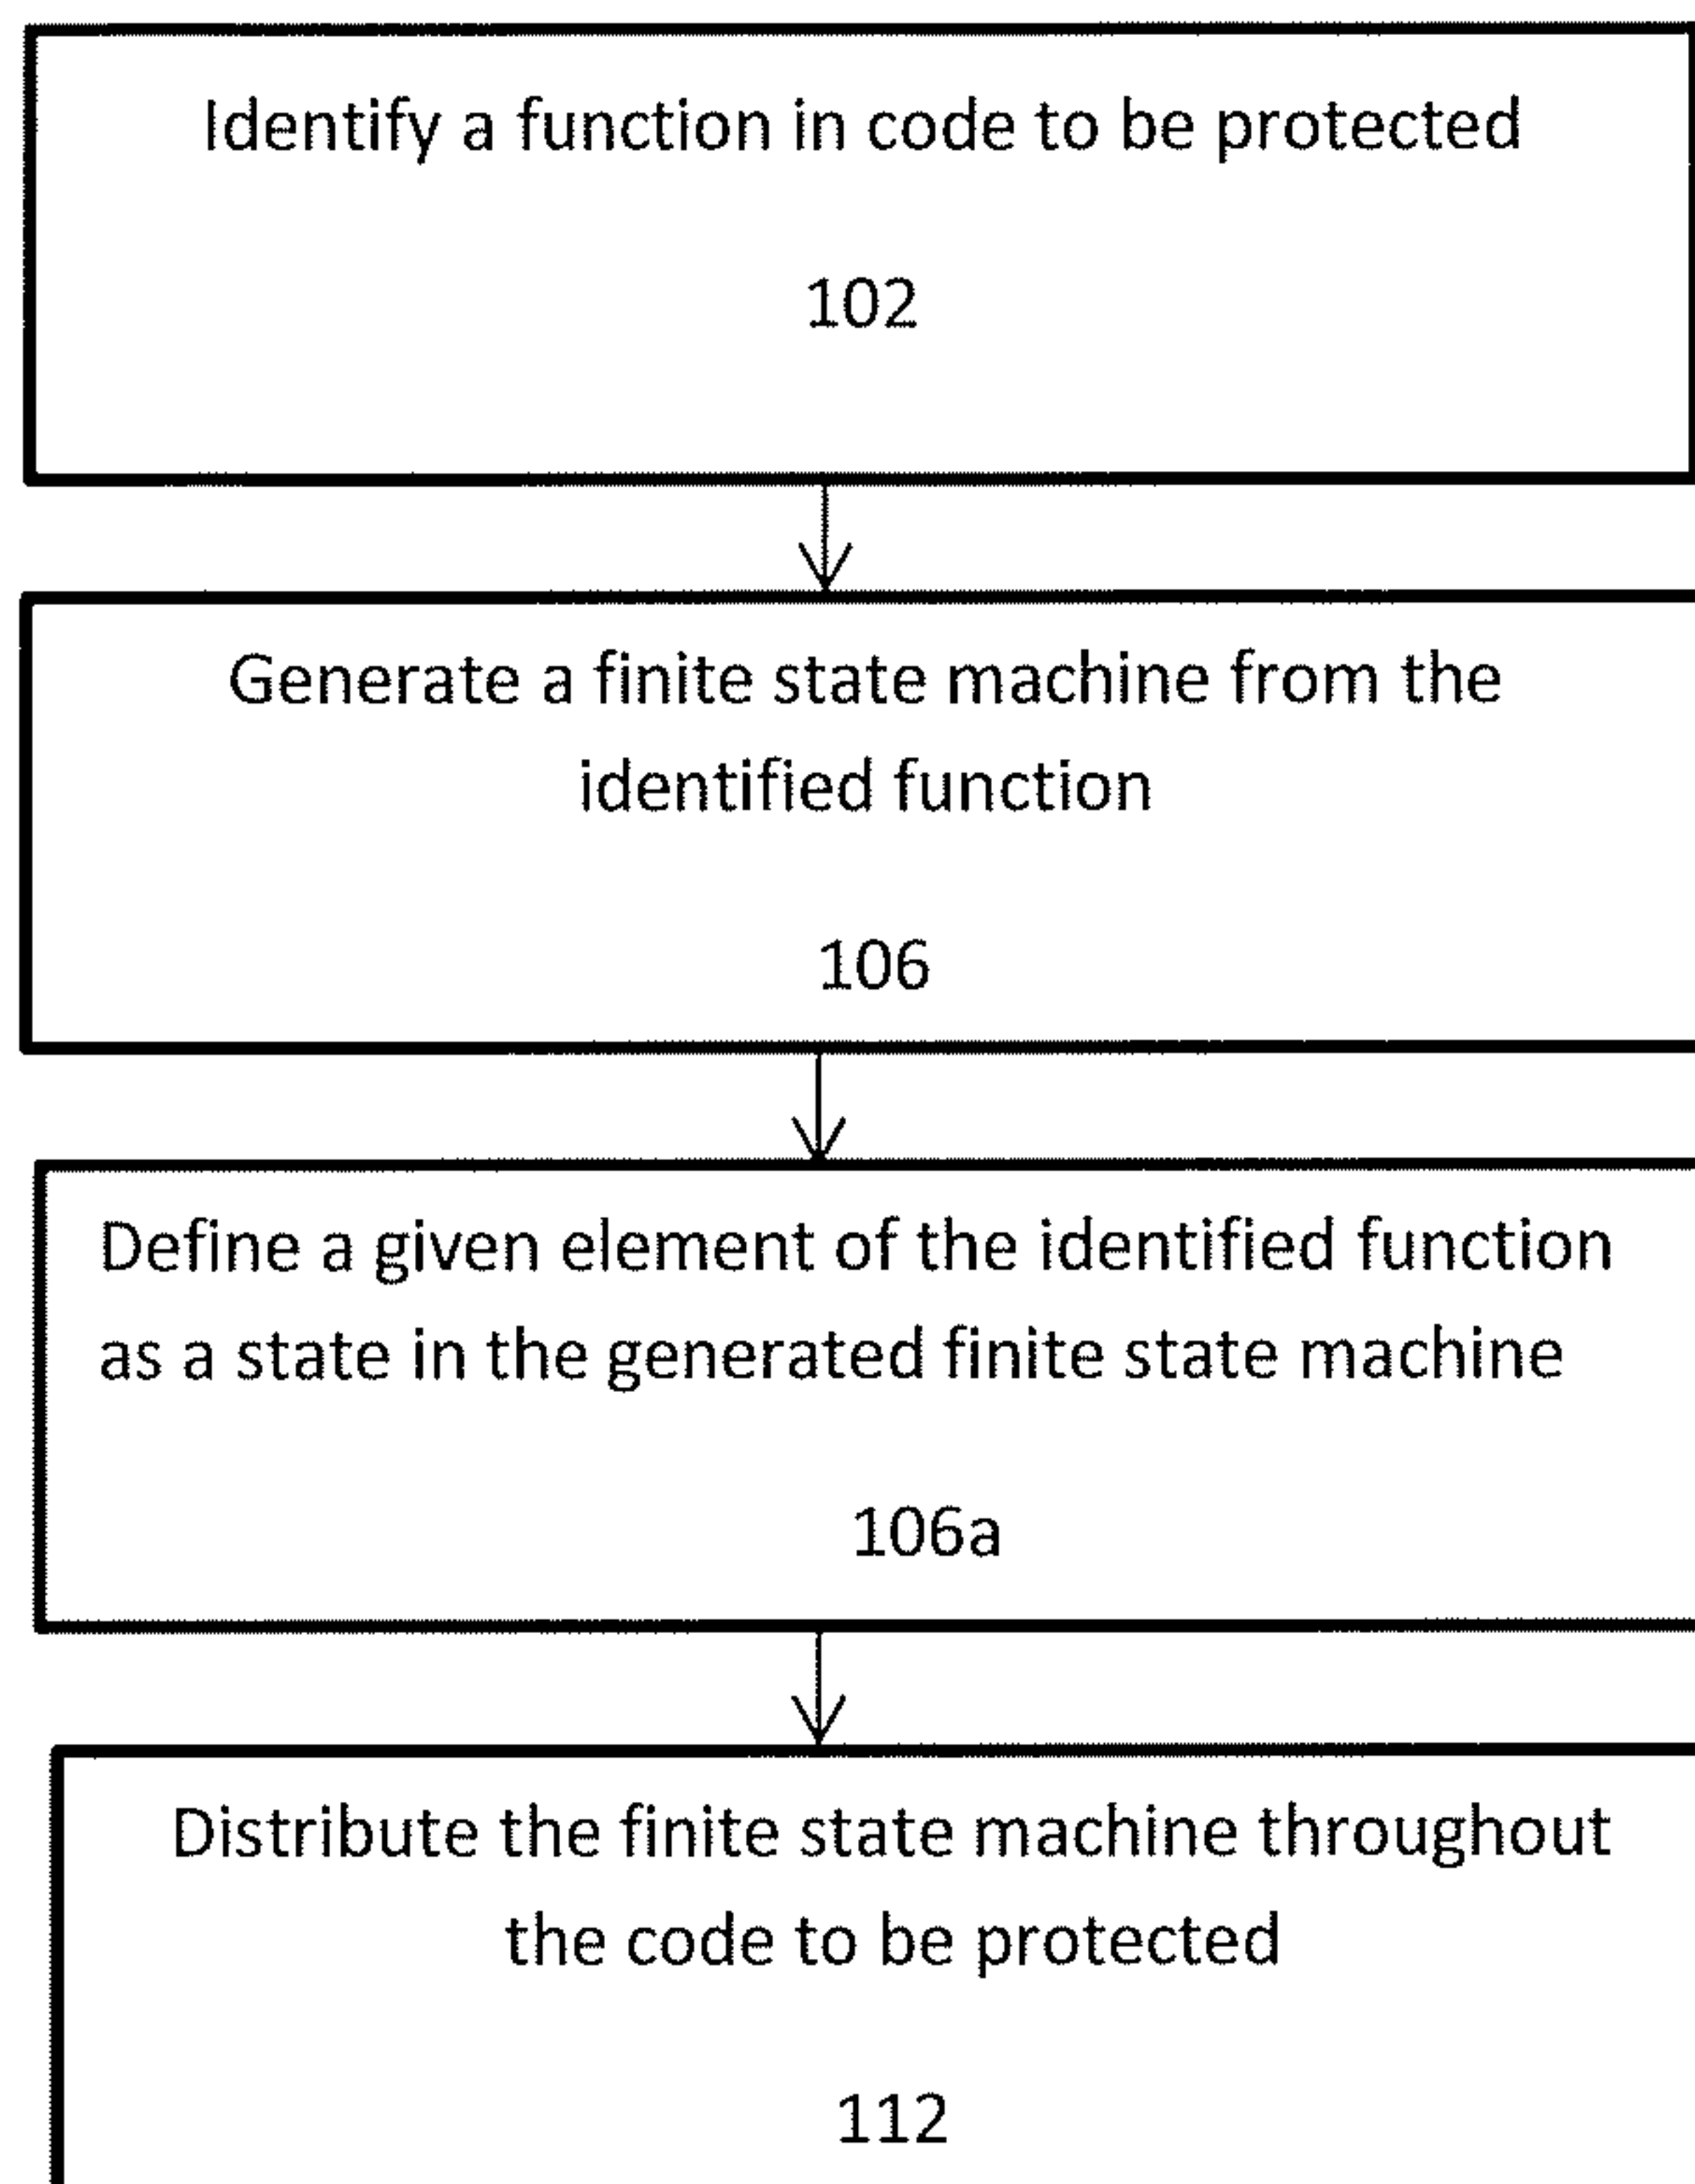 Identify a function in code to be protected
102
Generate a finite state machine from the
identified function
106
Define a given element of the identified function
as a state in the generated finite state machine
106a
Distribute the finite state machine throughout
the code to be protected
112